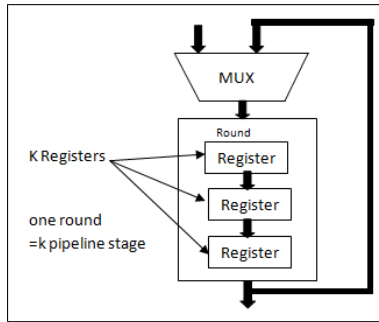 MUX
Round
K Registers
Register
Register
one round
=k pipeline stage
Register